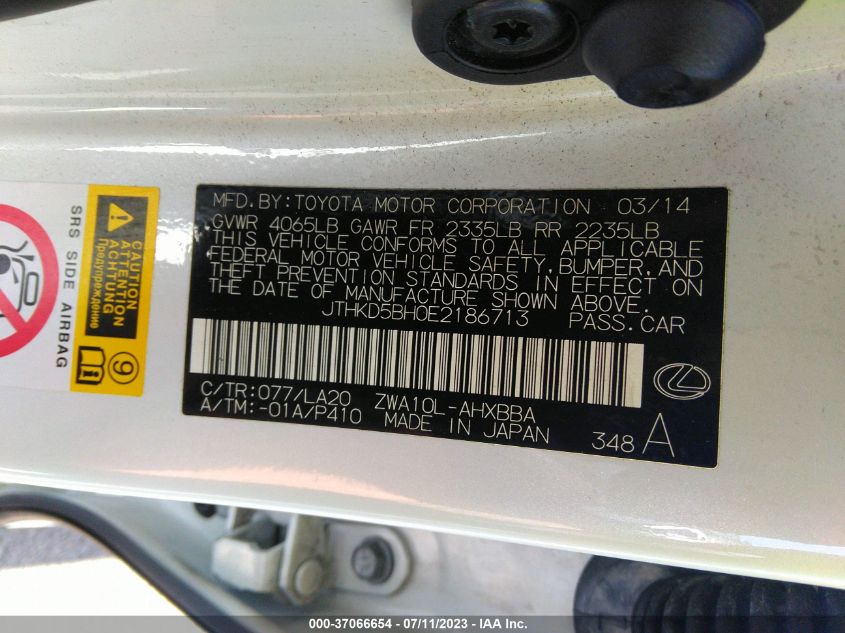 MFD.BY:TOYOTA MOTOR CORPORATION 03/14
GVWR 4065LB GAWR FR 2335LB RR 2235LB
THIS VEHICLE CONFORMS TO ALL APPLICABLE
FEDERAL MOTOR VEHICLE SAFETY,BUMPER,AND
THEFT PREVENTION STANDARDS IN EFFECT ON
THE DATE OF MANUFACTURE SHOWN ABOVE.
JTHKD5BH0E2186713 PASS.CAR
C/TR:077/LA20 ZWA10L-AHXBBA
A/TM:-01A/P410 MADE IN JAPAN 348 A
SRS SIDE AIRBAG
CAUTION
ATTENTION
ACHTUNG
Предупреждение
9
000-37066654 - 07/11/2023 - IAA Inc.